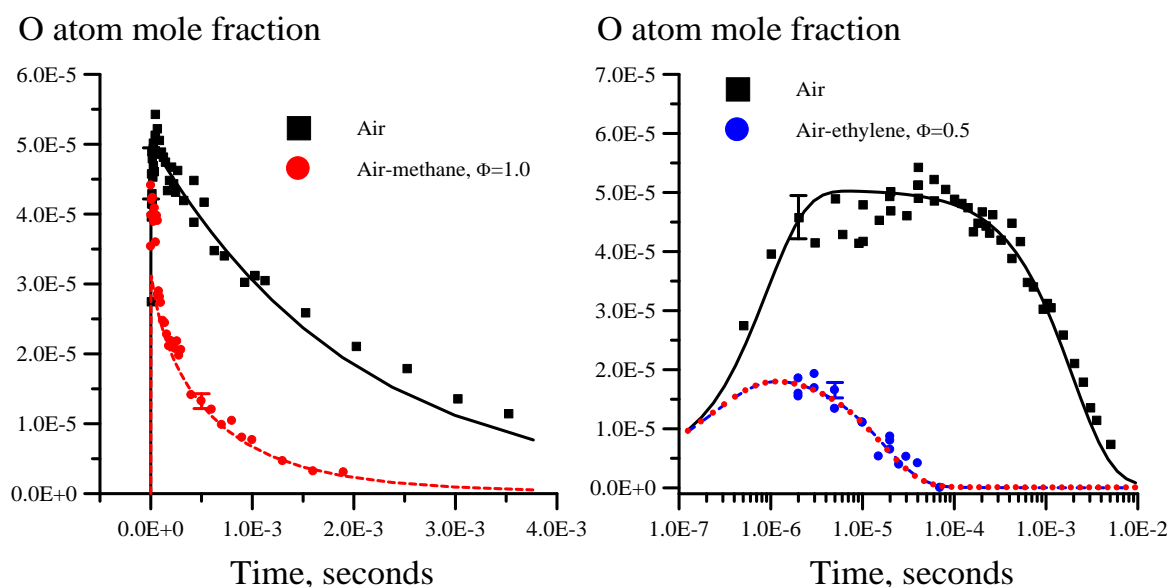 O atom mole fraction
6.0E-5
5.0E-5
4.0E-5
3.0E-5
2.0E-5
1.0E-5
0.0E+0
Air
Air-methane, Φ=1.0
0.0E+0 1.0E-3 2.0E-3 3.0E-3 4.0E-3
Time, seconds
O atom mole fraction
7.0E-5
6.0E-5
5.0E-5
4.0E-5
3.0E-5
2.0E-5
1.0E-5
0.0E+0
Air
Air-ethylene, Φ=0.5
1.0E-7 1.0E-6 1.0E-5 1.0E-4 1.0E-3 1.0E-2
Time, seconds